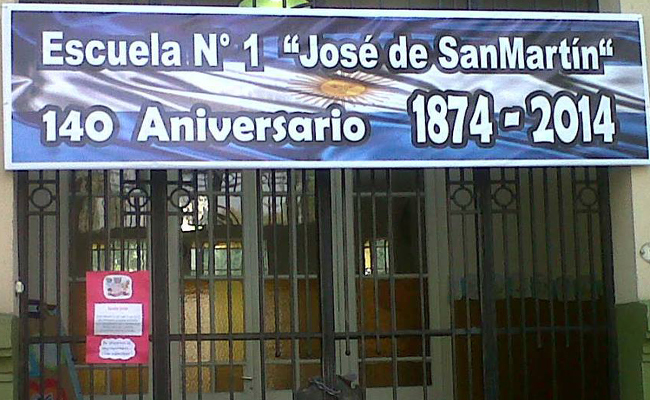 Escuela N° 1 “José de SanMartín“
140 Aniversario 1874 - 2014